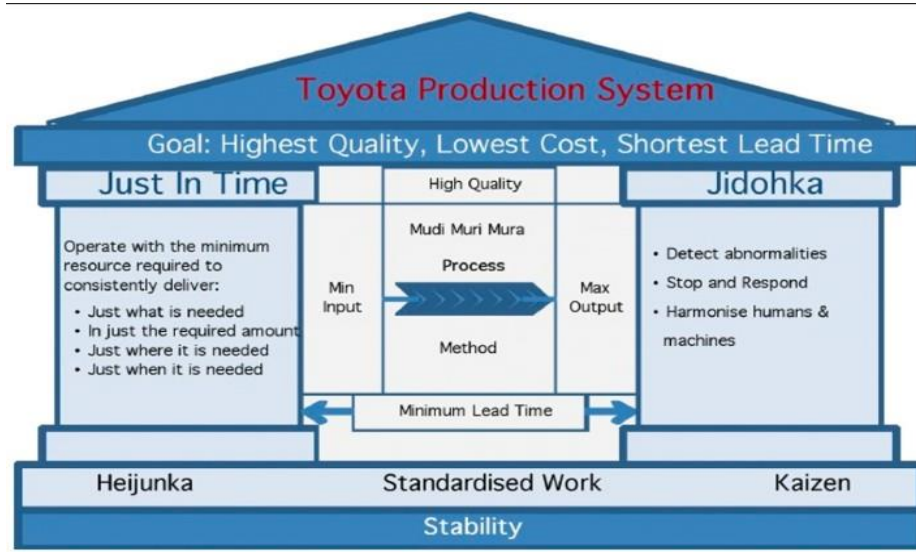 Toyota Production System
Goal: Highest Quality, Lowest Cost, Shortest Lead Time
Just In Time
Operate with the minimum
resource required to
consistently deliver:
• Just what is needed
• In just the required amount
• Just where it is needed
• Just when it is needed
High Quality
Mudi Muri Mura
Process
Min
Input
Max
Output
Method
Minimum Lead Time
Jidohka
• Detect abnormalities
• Stop and Respond
• Harmonise humans &
machines
Heijunka
Standardised Work
Kaizen
Stability